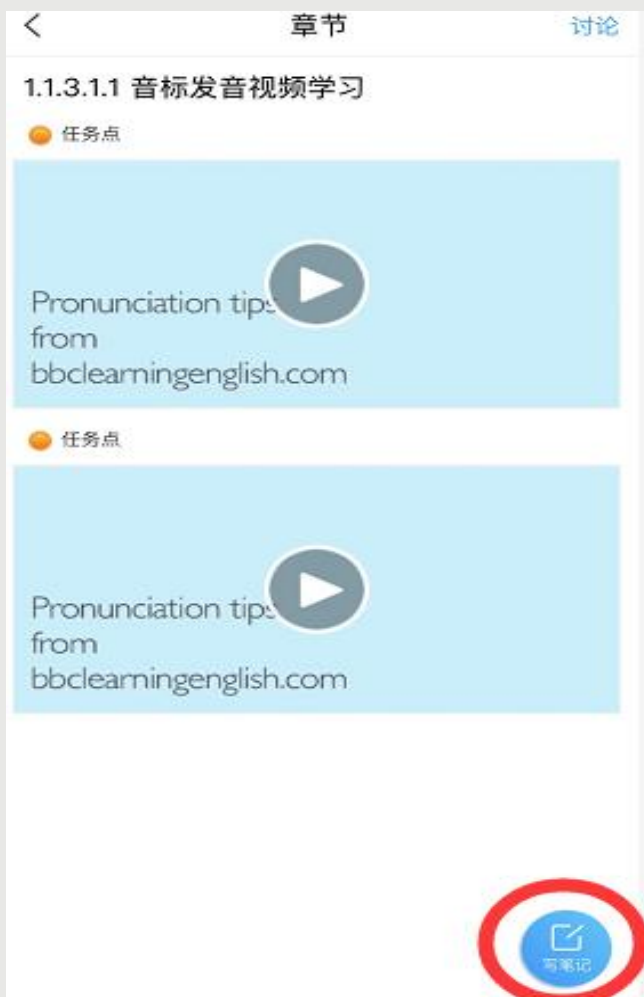 章节
讨论
1.1.3.1.1 音标发音视频学习
任务点
Pronunciation tips
from
bbclearningenglish.com
任务点
Pronunciation tips
from
bbclearningenglish.com
写笔记